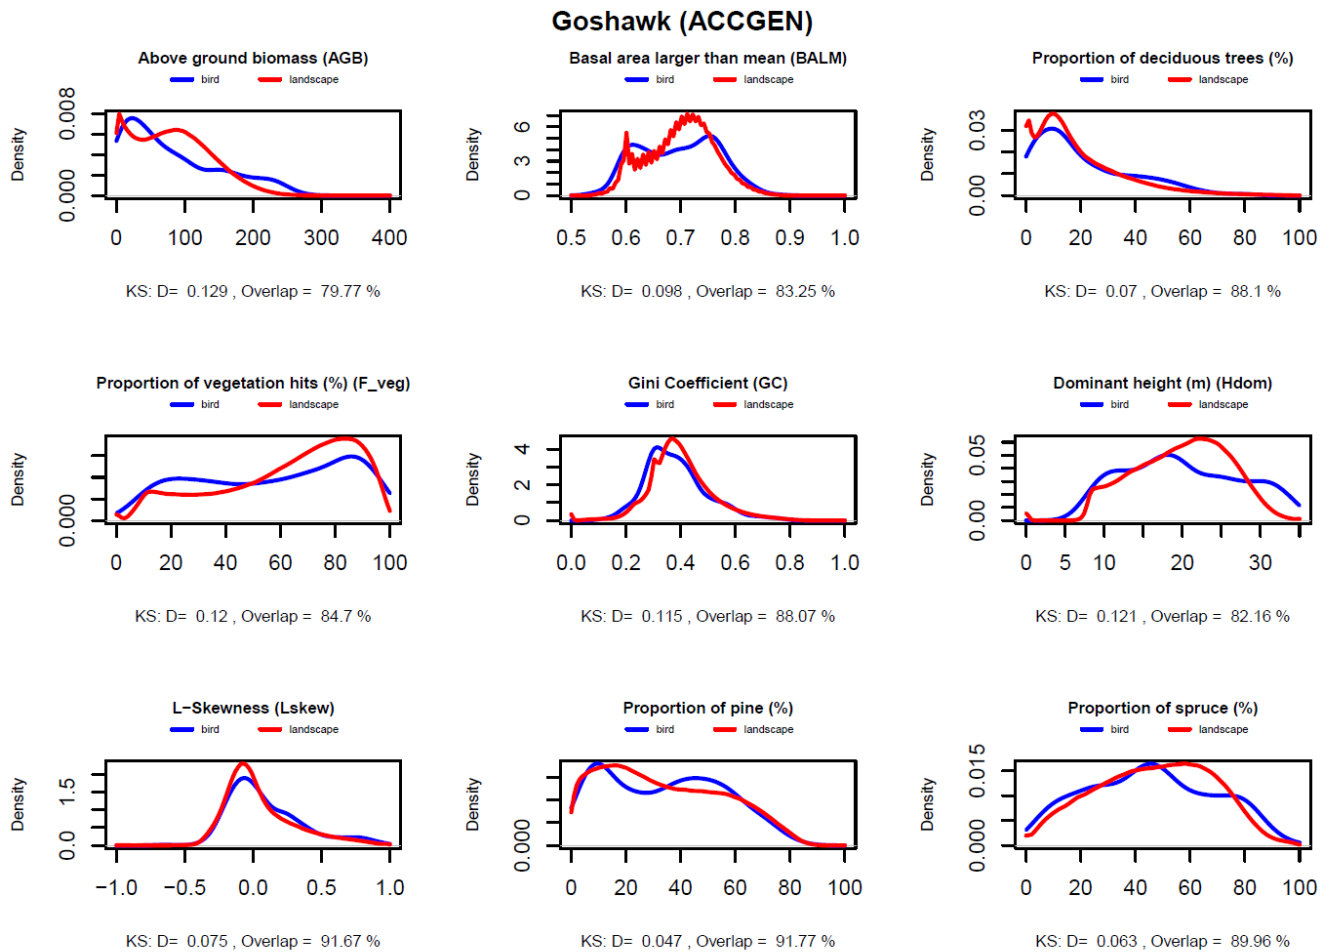 Goshawk (ACCGEN)
Above ground biomass (AGB)
bird landscape
Density
0.000 0.008
0 100 200 300 400
KS: D= 0.129 , Overlap = 79.77 %
Basal area larger than mean (BALM)
bird landscape
Density
0 3 6
0.5 0.6 0.7 0.8 0.9 1.0
KS: D= 0.098 , Overlap = 83.25 %
Proportion of deciduous trees (%)
bird landscape
Density
0.00 0.03
0 20 40 60 80 100
KS: D= 0.07 , Overlap = 88.1 %
Proportion of vegetation hits (%) (F_veg)
bird landscape
Density
0.000
0 20 40 60 80 100
KS: D= 0.12 , Overlap = 84.7 %
Gini Coefficient (GC)
bird landscape
Density
0 2 4
0.0 0.2 0.4 0.6 0.8 1.0
KS: D= 0.115 , Overlap = 88.07 %
Dominant height (m) (Hdom)
bird landscape
Density
0.00 0.05
0 5 10 20 30
KS: D= 0.121 , Overlap = 82.16 %
L−Skewness (Lskew)
bird landscape
Density
0.0 1.5
−1.0 −0.5 0.0 0.5 1.0
KS: D= 0.075 , Overlap = 91.67 %
Proportion of pine (%)
bird landscape
Density
0.000
0 20 40 60 80 100
KS: D= 0.047 , Overlap = 91.77 %
Proportion of spruce (%)
bird landscape
Density
0.000 0.015
0 20 40 60 80 100
KS: D= 0.063 , Overlap = 89.96 %